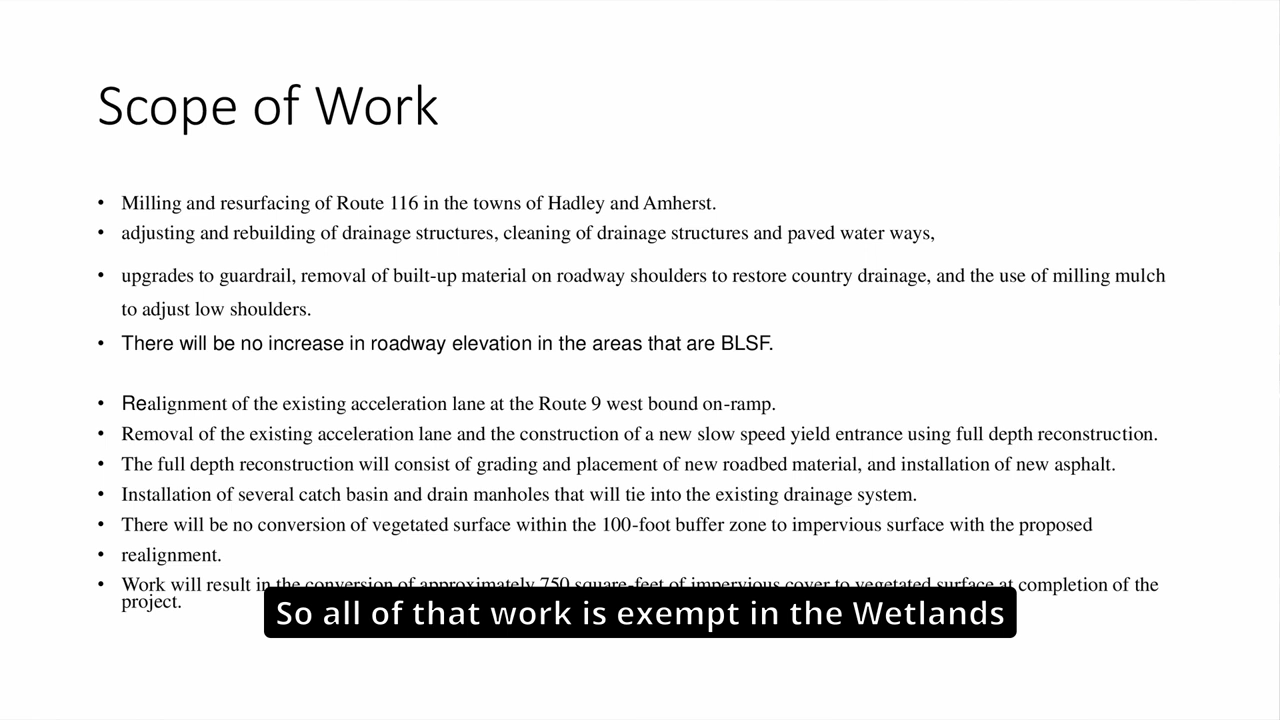 Scope of Work
• Milling and resurfacing of Route 116 in the towns of Hadley and Amherst.
• adjusting and rebuilding of drainage structures, cleaning of drainage structures and paved water ways,
• upgrades to guardrail, removal of built-up material on roadway shoulders to restore country drainage, and the use of milling mulch
to adjust low shoulders.
• There will be no increase in roadway elevation in the areas that are BLSF.
• Realignment of the existing acceleration lane at the Route 9 west bound on-ramp.
• Removal of the existing acceleration lane and the construction of a new slow speed yield entrance using full depth reconstruction.
• The full depth reconstruction will consist of grading and placement of new roadbed material, and installation of new asphalt.
• Installation of several catch basin and drain manholes that will tie into the existing drainage system.
• There will be no conversion of vegetated surface within the 100-foot buffer zone to impervious surface with the proposed
• realignment.
• Work will result in the conversion of approximately 750 square-feet of impervious cover to vegetated surface at completion of the
project.
So all of that work is exempt in the Wetlands